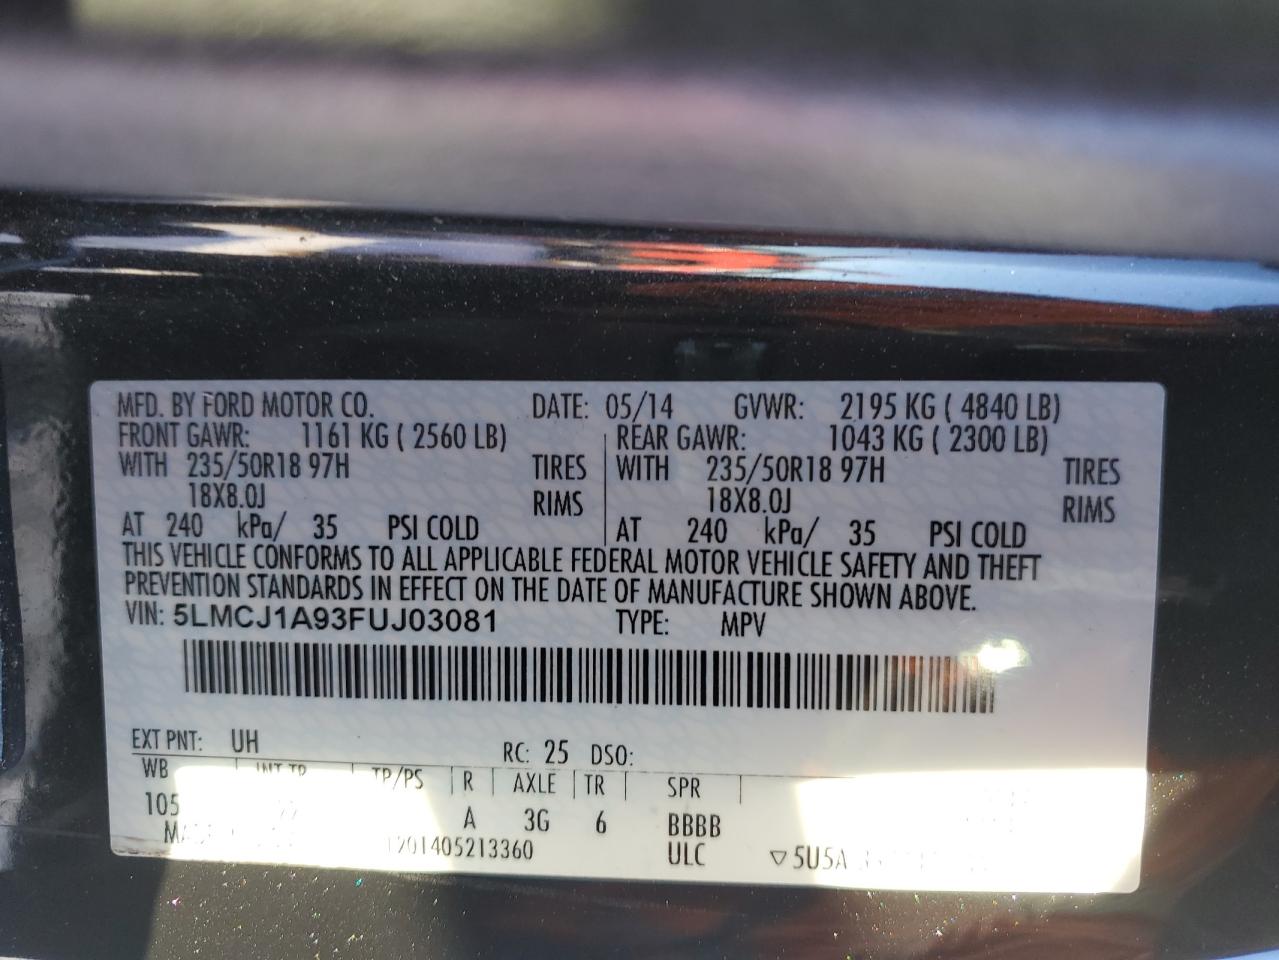 MFD. BY FORD MOTOR CO. DATE: 05/14 GVWR: 2195 KG ( 4840 LB)
FRONT GAWR: 1161 KG ( 2560 LB) REAR GAWR: 1043 KG ( 2300 LB)
WITH 235/50R18 97H TIRES WITH 235/50R18 97H TIRES
18X8.0J RIMS 18X8.0J RIMS
AT 240 kPa/ 35 PSI COLD AT 240 kPa/ 35 PSI COLD
THIS VEHICLE CONFORMS TO ALL APPLICABLE FEDERAL MOTOR VEHICLE SAFETY AND THEFT
PREVENTION STANDARDS IN EFFECT ON THE DATE OF MANUFACTURE SHOWN ABOVE.
VIN: 5LMCJ1A93FUJ03081 TYPE: MPV
EXT PNT: UH RC: 25 DSO:
WB INT TR TP/PS R AXLE TR SPR
105 A 3G 6 BBBB
201405213360 ULC ▽5U5A